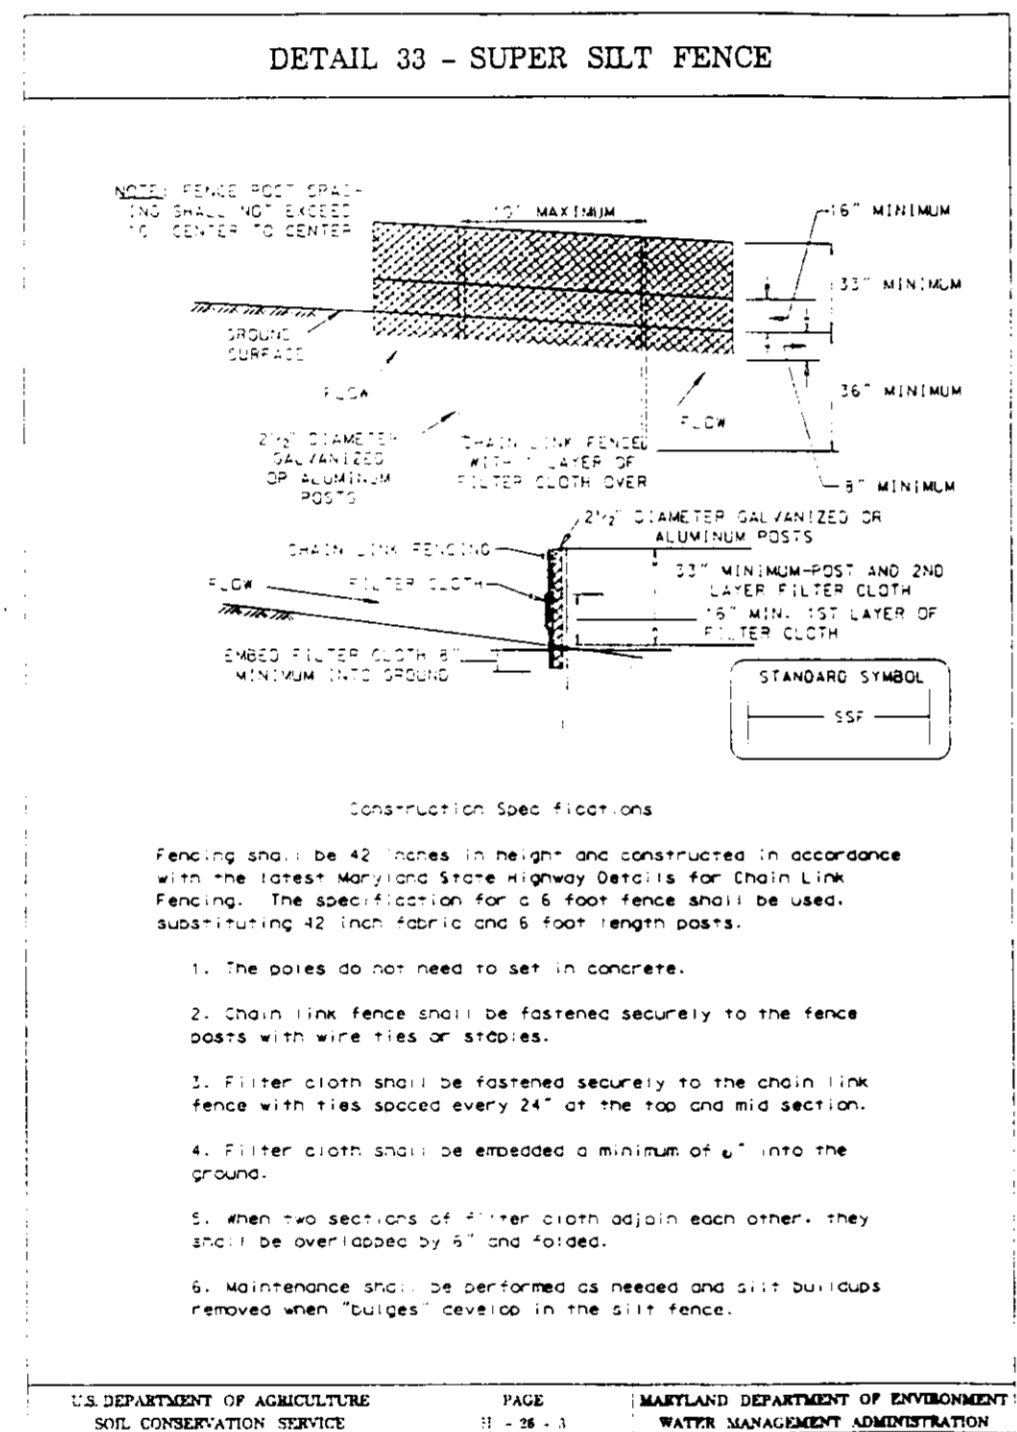 DETAIL 33 - SUPER SILT FENCE
NOTE: FENCE POST SPAC-
ING SHALL NOT EXCEED
10' CENTER TO CENTER
10' MAXIMUM
16" MINIMUM
33" MINIMUM
GROUND
SURFACE
FLOW
36" MINIMUM
FLOW
2½" DIAMETER
GALVANIZED
OR ALUMINUM
POSTS
CHAIN LINK FENCED
WITH 1 LAYER OF
FILTER CLOTH OVER
8" MINIMUM
2½" DIAMETER GALVANIZED OR
ALUMINUM POSTS
CHAIN LINK FENCING
FLOW
FILTER CLOTH
33" MINIMUM-POST AND 2ND
LAYER FILTER CLOTH
16" MIN. 1ST LAYER OF
FILTER CLOTH
EMBED FILTER CLOTH 8"
MINIMUM INTO GROUND
STANDARD SYMBOL
SSF
Construction Specifications
Fencing shall be 42 inches in height and constructed in accordance
with the latest Maryland State Highway Details for Chain Link
Fencing. The specification for a 6 foot fence shall be used,
substituting 42 inch fabric and 6 foot length posts.
1. The poles do not need to set in concrete.
2. Chain link fence shall be fastened securely to the fence
posts with wire ties or staples.
3. Filter cloth shall be fastened securely to the chain link
fence with ties spaced every 24" at the top and mid section.
4. Filter cloth shall be embedded a minimum of into the
ground.
5. When two sections of filter cloth adjoin each other, they
shall be overlapped by 6" and folded.
6. Maintenance shall be performed as needed and silt buildups
removed when "bulges" develop in the silt fence.
U.S. DEPARTMENT OF AGRICULTURE
SOIL CONSERVATION SERVICE
PAGE
H - 26 - 3
MARYLAND DEPARTMENT OF ENVIRONMENT
WATER MANAGEMENT ADMINISTRATION